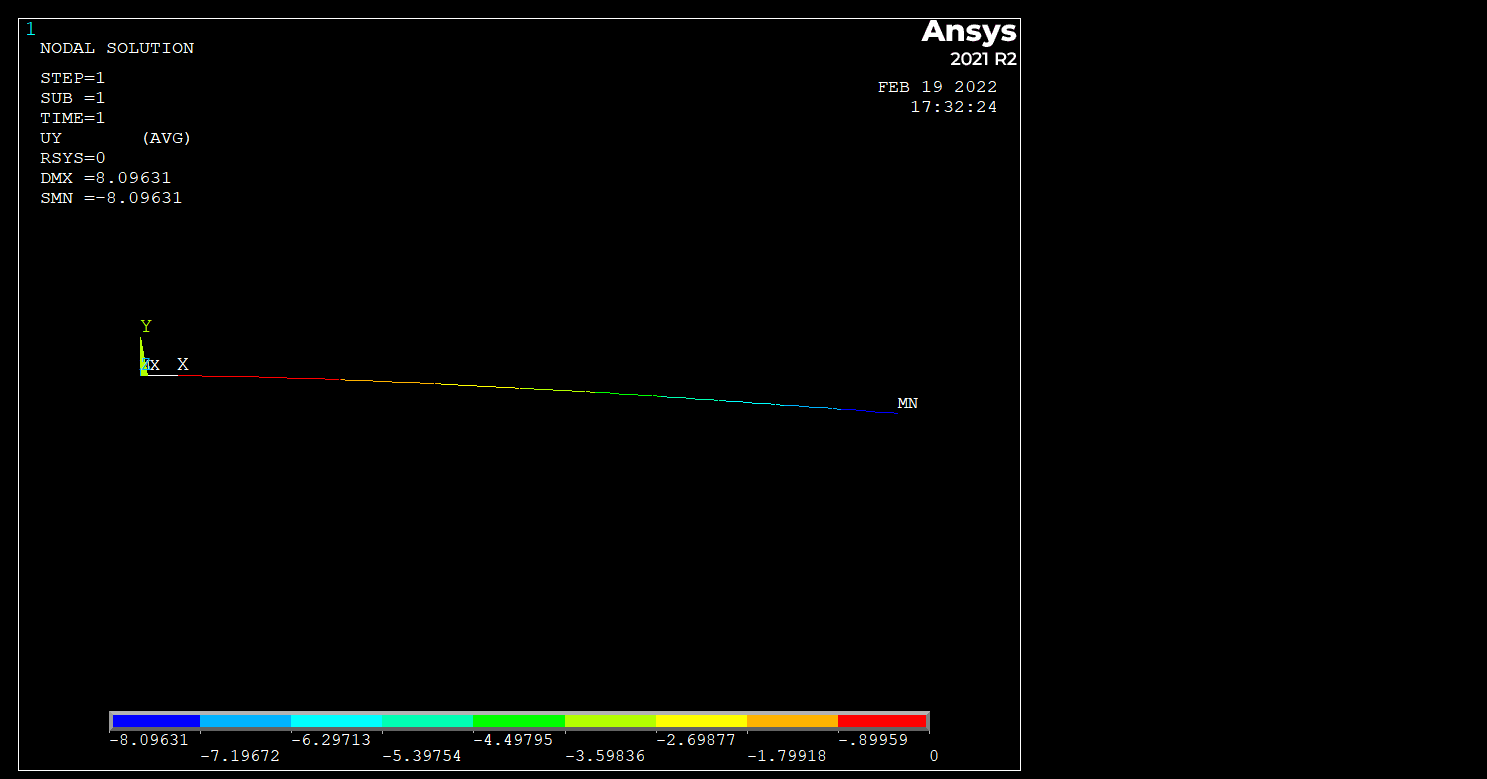 1
Ansys
2021 R2
NODAL SOLUTION
FEB 19 2022
17:32:24
STEP=1
SUB =1
TIME=1
UY (AVG)
RSYS=0
DMX =8.09631
SMN =-8.09631
Y
MX X
MN
-8.09631 -6.29713 -4.49795 -2.69877 -.89959
-7.19672 -5.39754 -3.59836 -1.79918 0